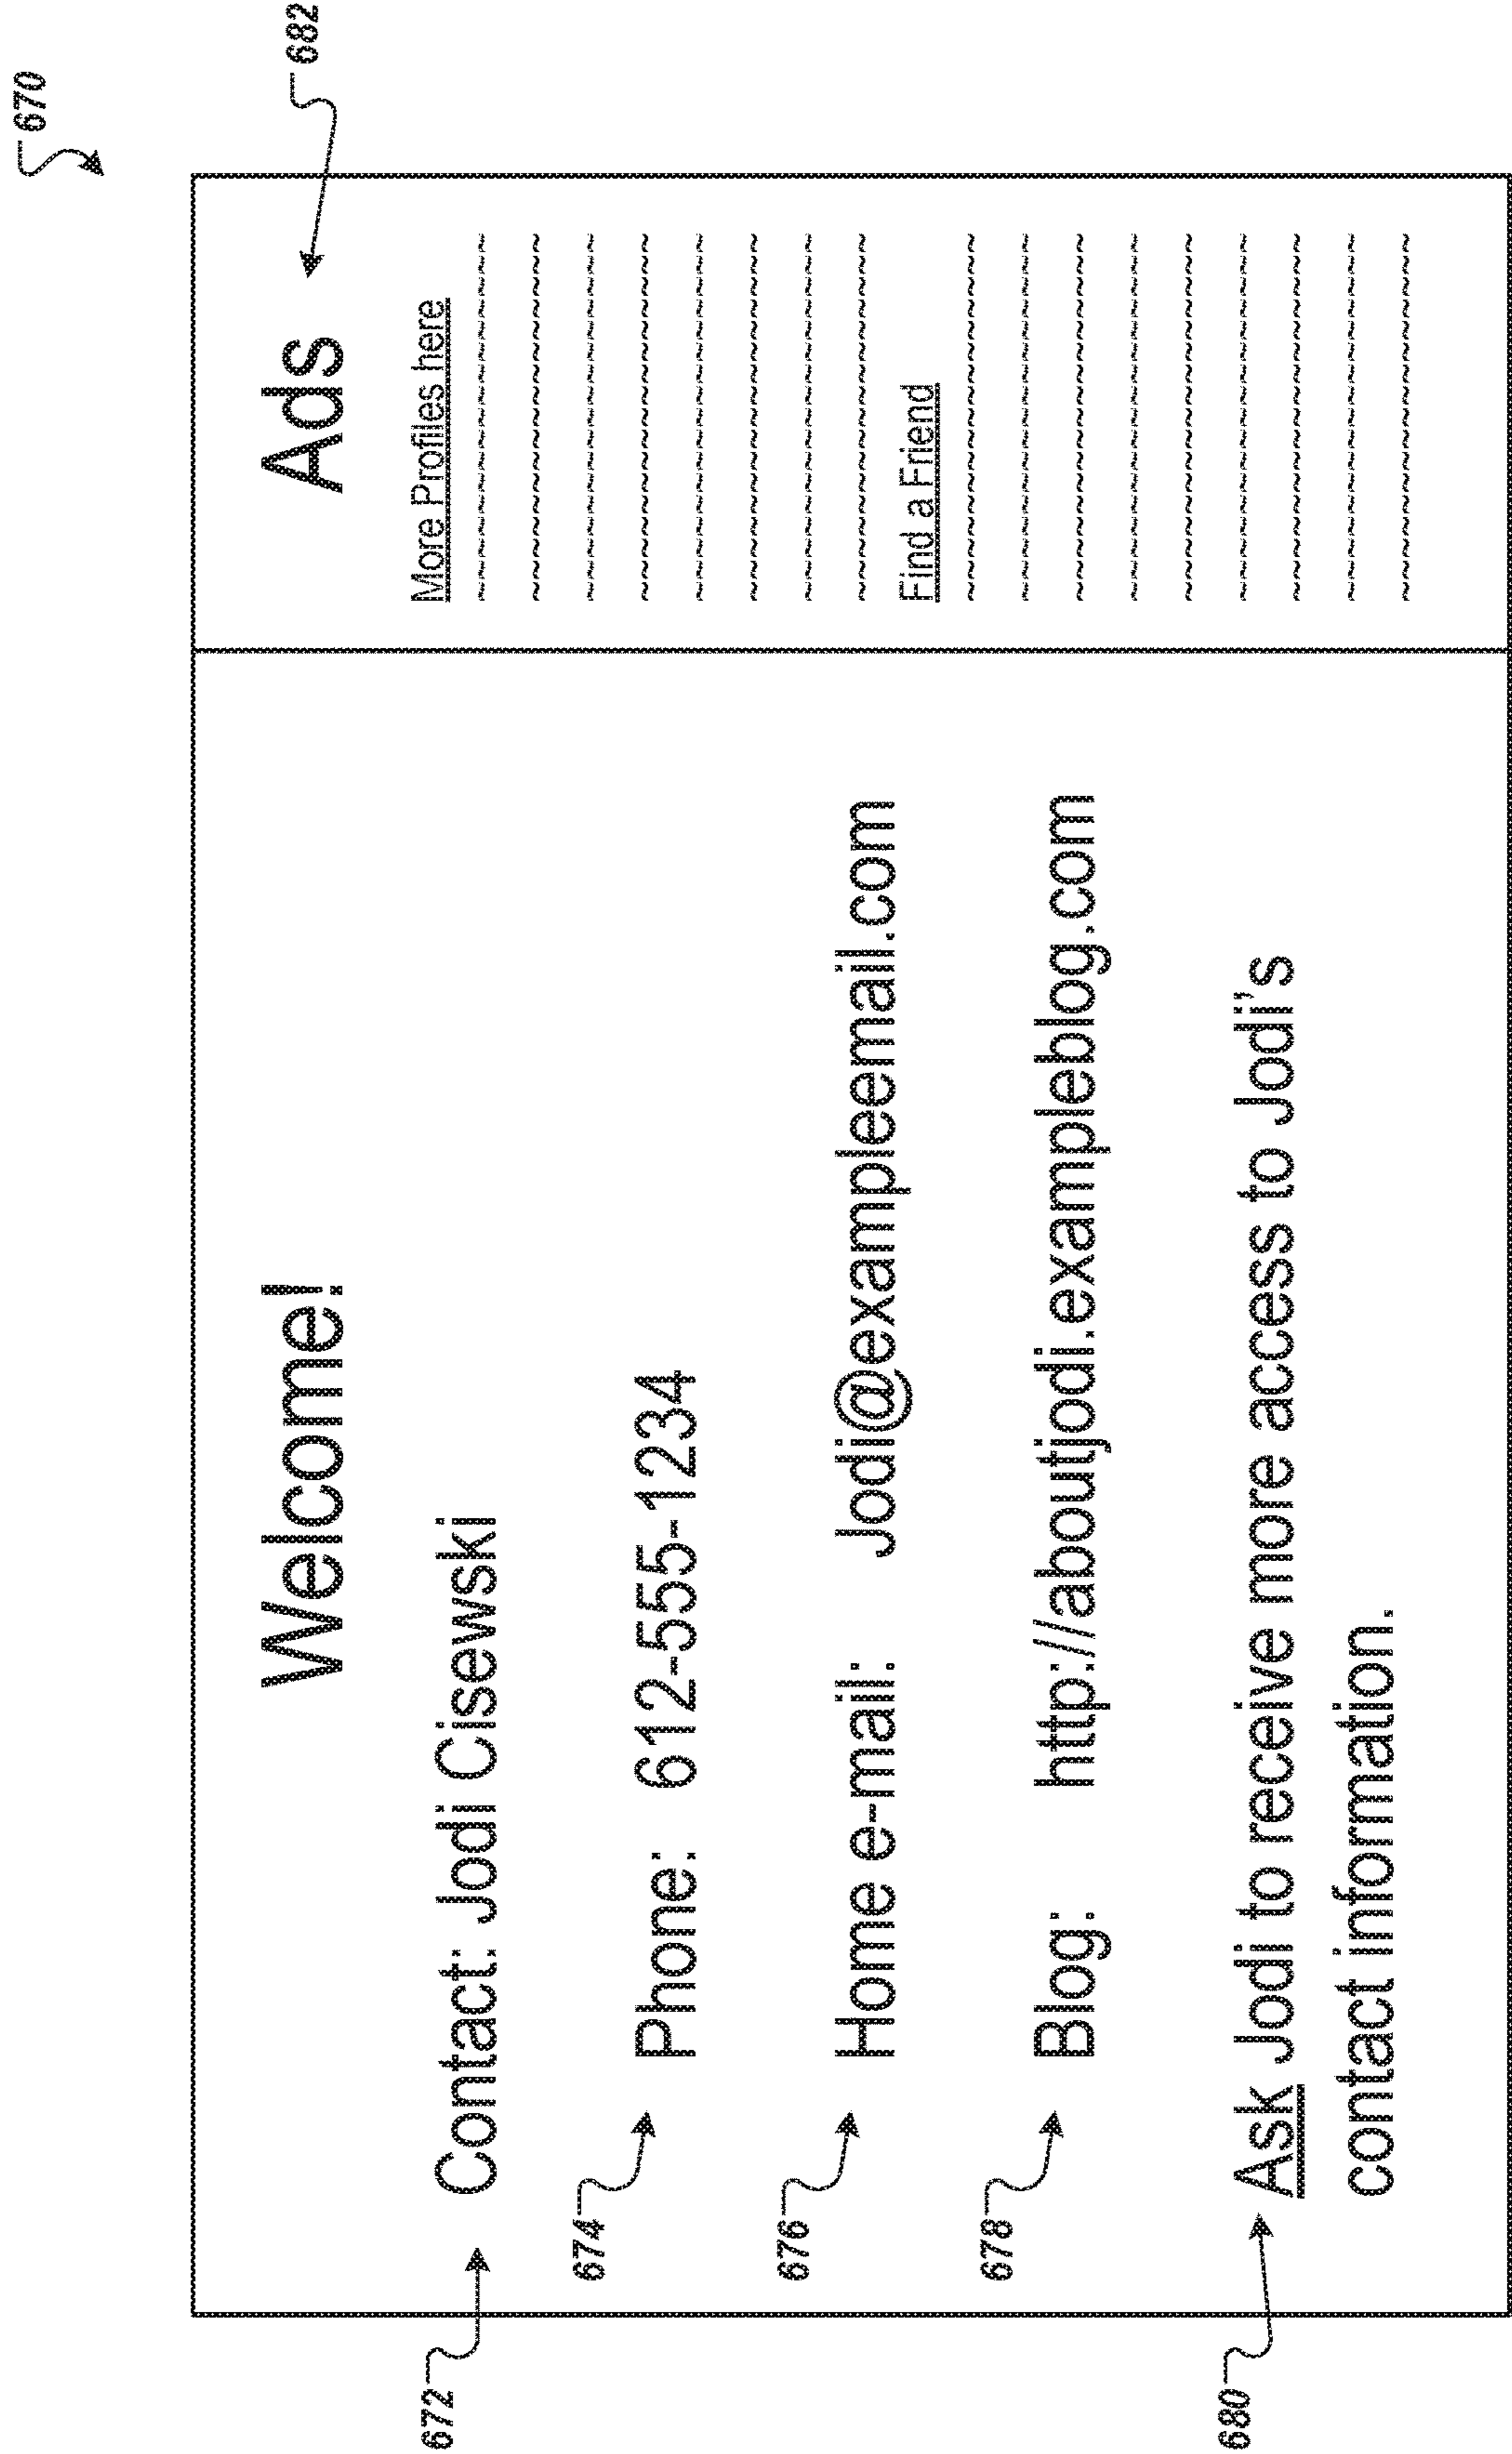 670
Welcome!
672
Contact: Jodi Cisewski
674
Phone: 612-555-1234
676
Home e-mail: Jodi@exampleemail.com
678
Blog: http://aboutjodi.exampleblog.com
680
Ask Jodi to receive more access to Jodi's
contact information.
Ads
682
More Profiles here
Find a Friend